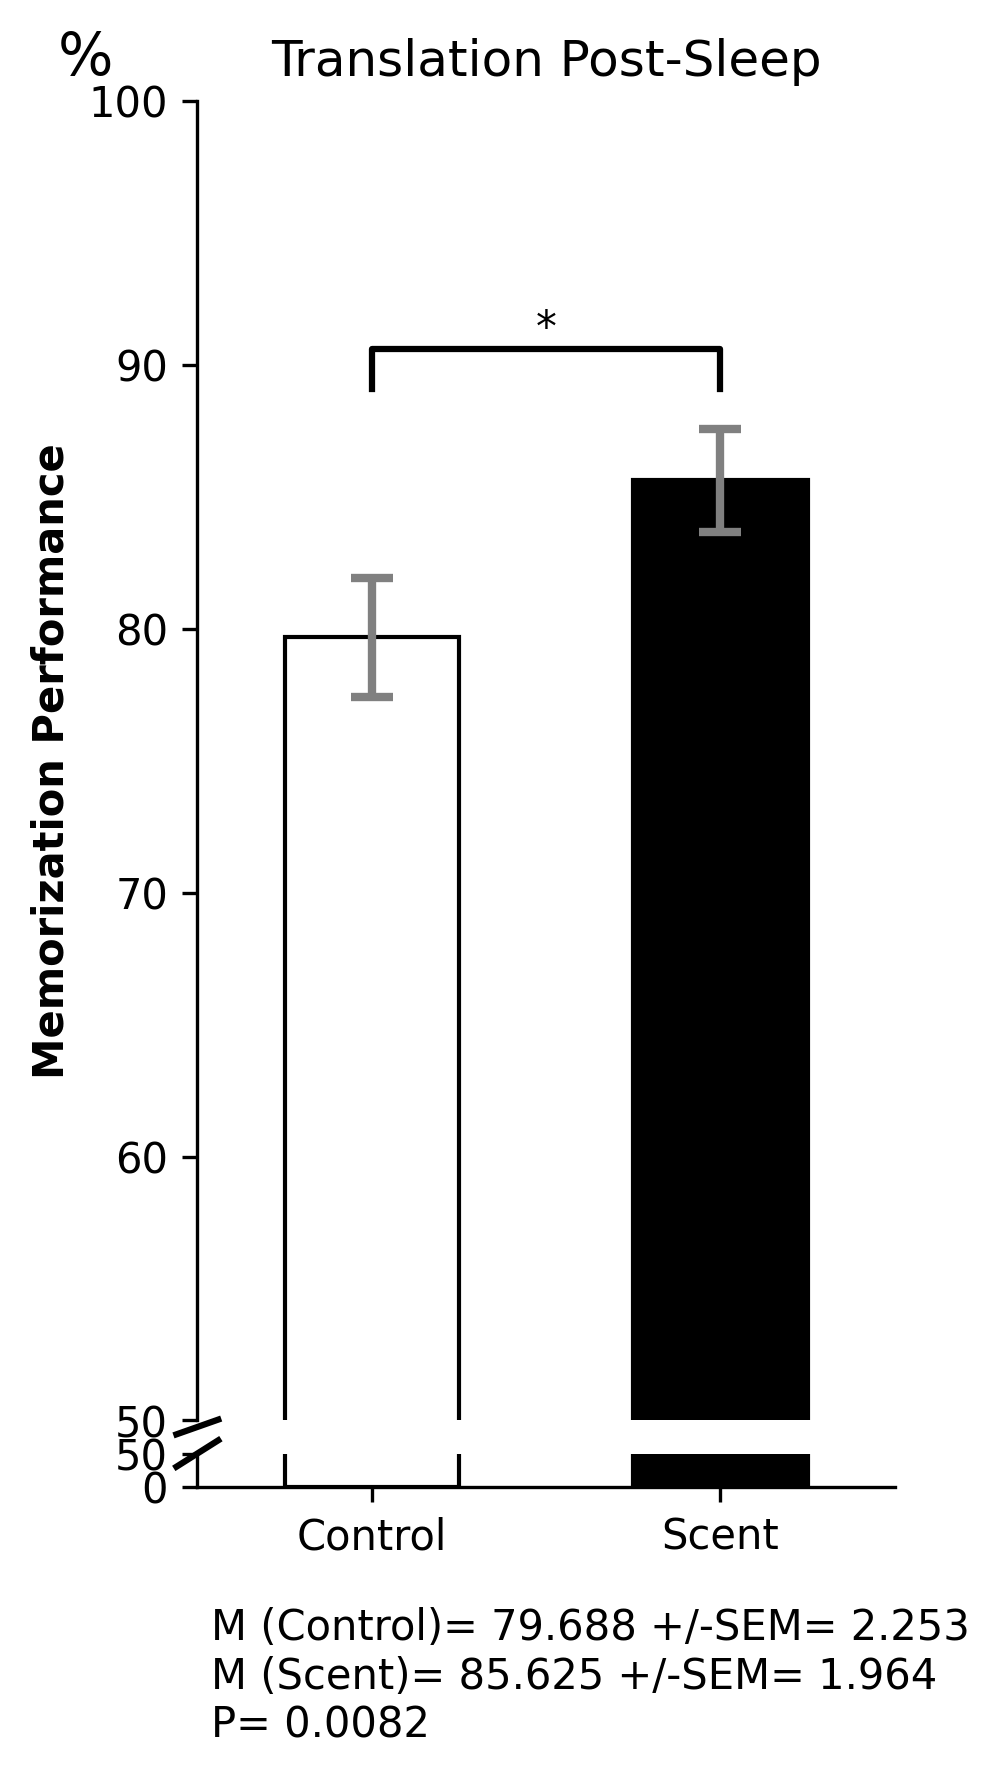 %
Translation Post-Sleep
100
*
90
80
70
60
50
50
0
Memorization Performance
Control
Scent
M (Control)= 79.688 +/-SEM= 2.253
M (Scent)= 85.625 +/-SEM= 1.964
P= 0.0082